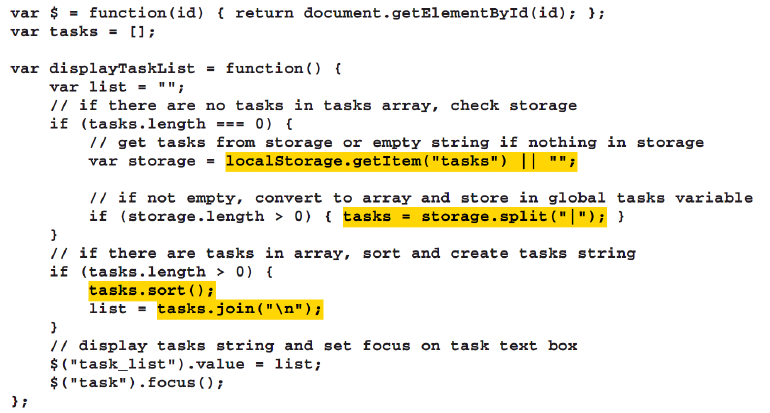 var $ = function(id) { return document.getElementById(id); };
var tasks = [];
var displayTaskList = function() {
    var list = "";
    // if there are no tasks in tasks array, check storage
    if (tasks.length === 0) {
        // get tasks from storage or empty string if nothing in storage
        var storage = localStorage.getItem("tasks") || "";
        // if not empty, convert to array and store in global tasks variable
        if (storage.length > 0) { tasks = storage.split("|"); }
    }
    // if there are tasks in array, sort and create tasks string
    if (tasks.length > 0) {
        tasks.sort();
        list = tasks.join("\n");
    }
    // display tasks string and set focus on task text box
    $("task_list").value = list;
    $("task").focus();
};